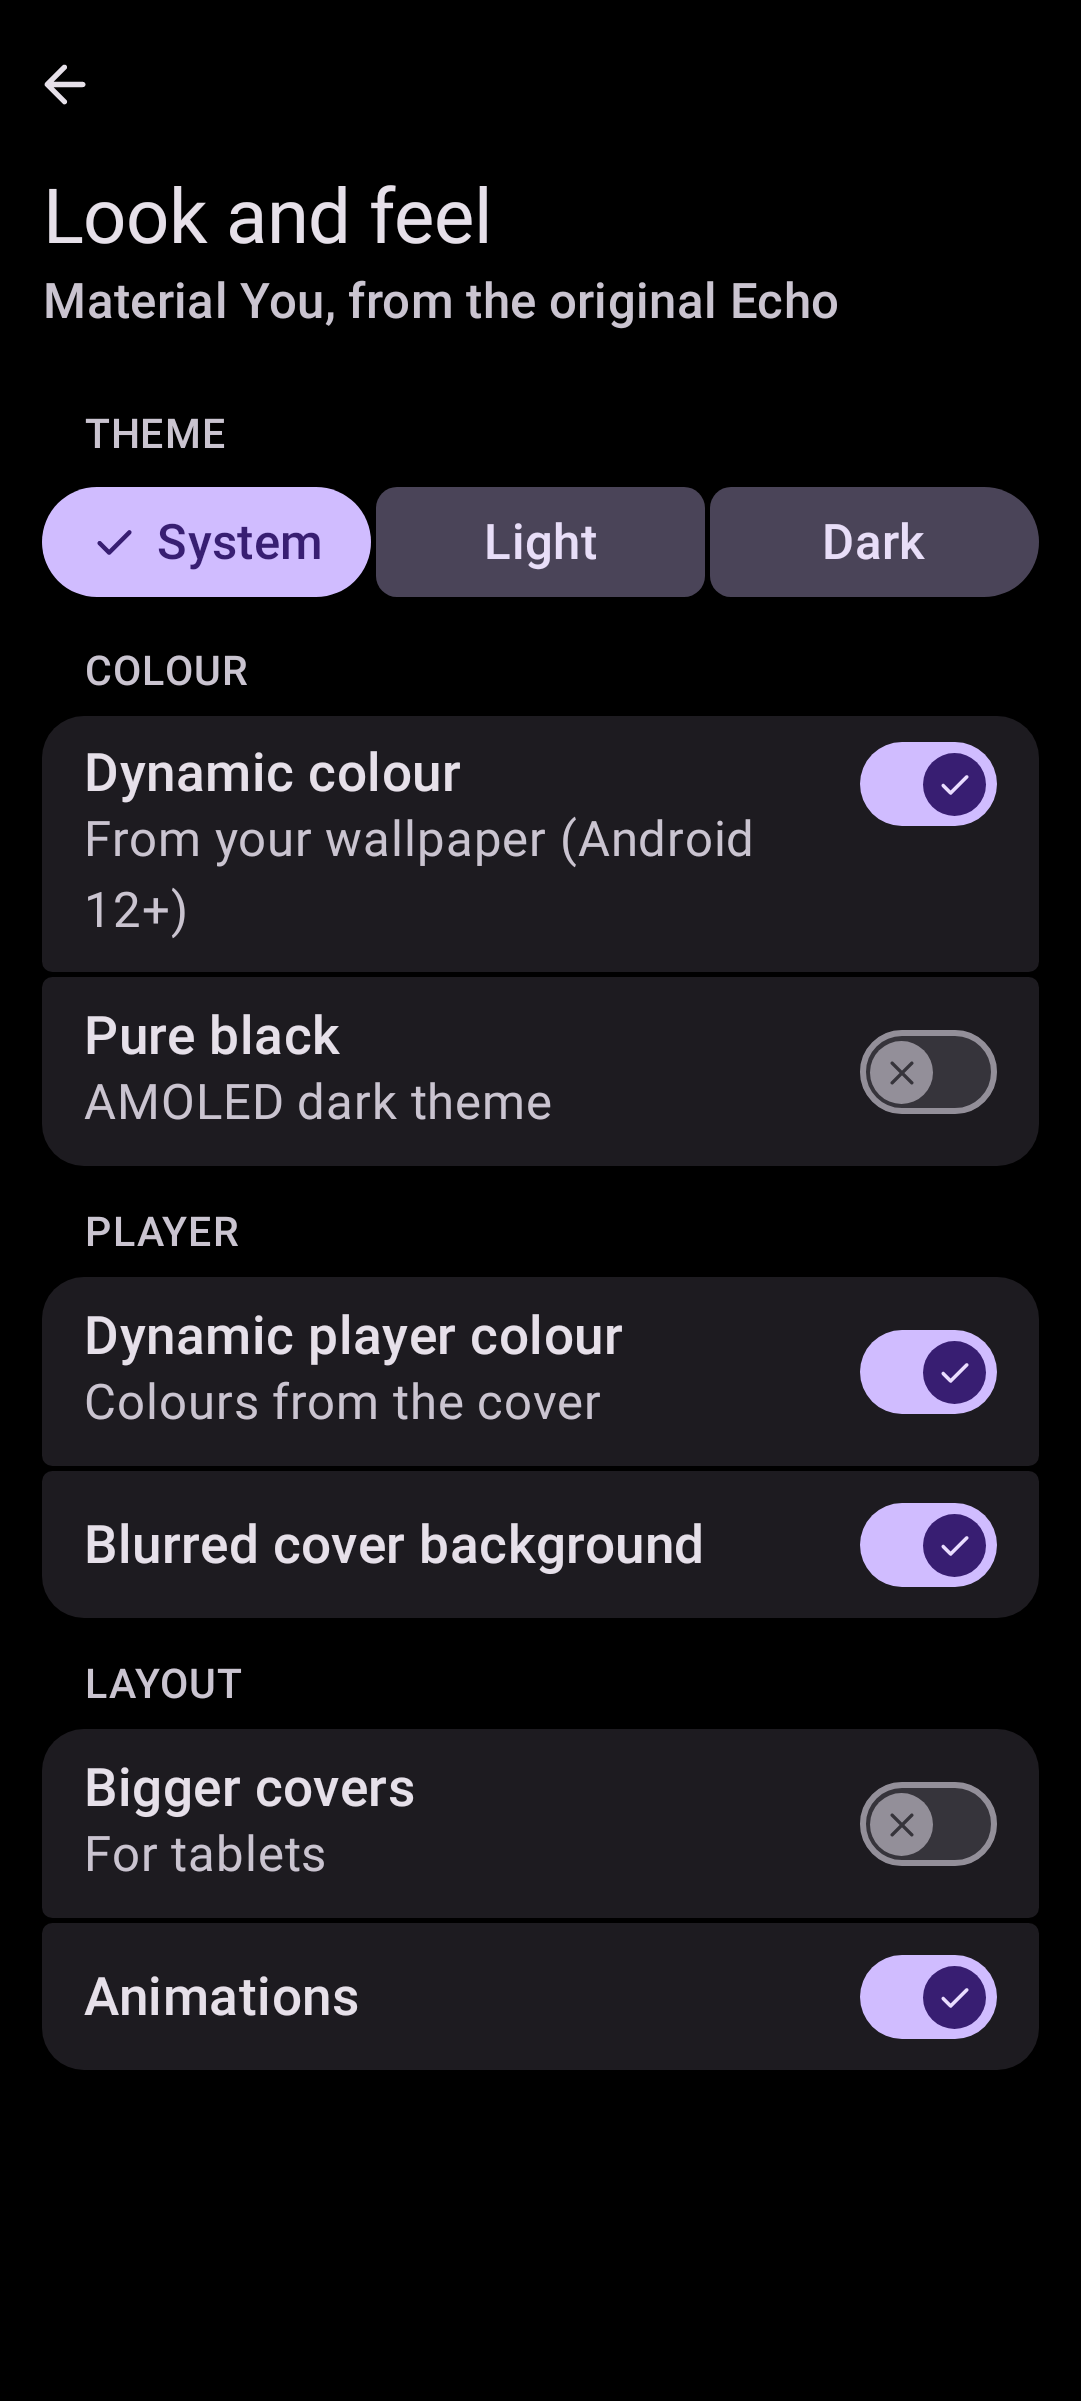 Look and feel
Material You, from the original Echo
THEME
System
Light
Dark
COLOUR
Dynamic colour
From your wallpaper (Android
12+)
Pure black
AMOLED dark theme
PLAYER
Dynamic player colour
Colours from the cover
Blurred cover background
LAYOUT
Bigger covers
For tablets
Animations